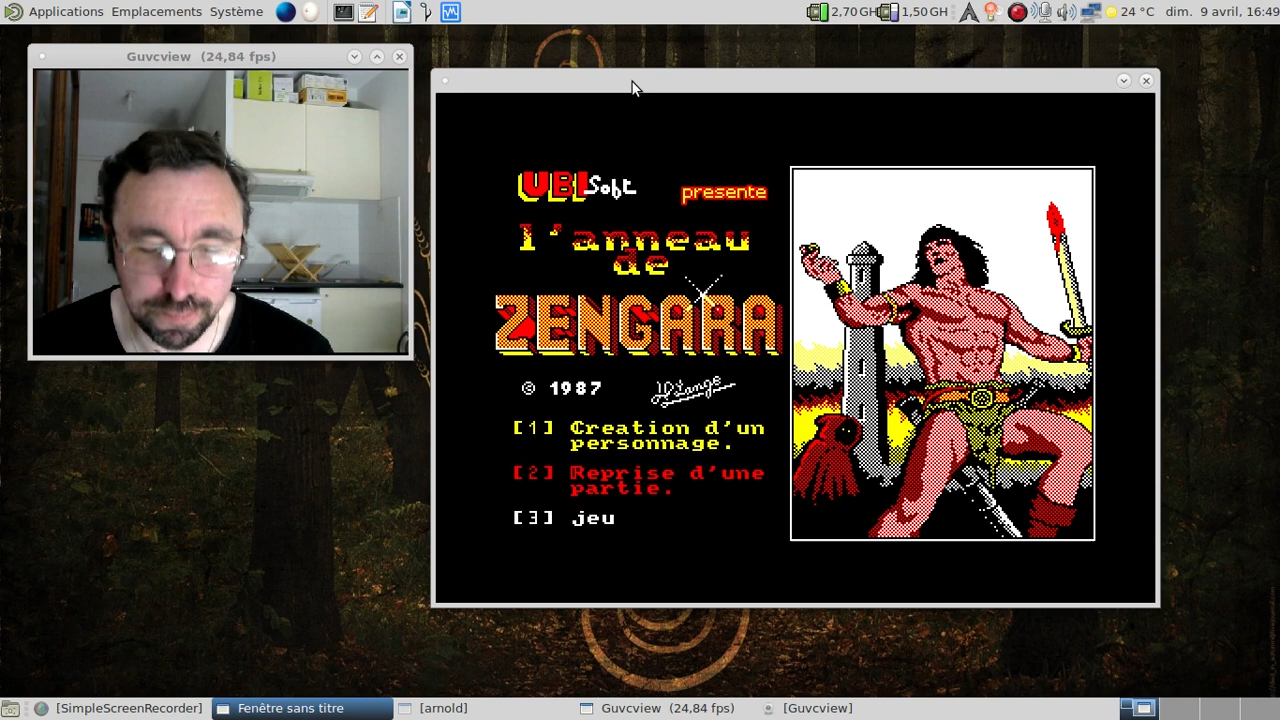 Applications Emplacements Système
2,70 GH 1,50 GH 24 °C dim. 9 avril, 16:49
Guvcview (24,84 fps)
UBI Soft presente
l'anneau
de
ZENGARA
© 1987
[1] Creation d'un
personnage.
[2] Reprise d'une
partie.
[3] jeu
[SimpleScreenRecorder] Fenêtre sans titre [arnold] Guvcview (24,84 fps) [Guvcview]